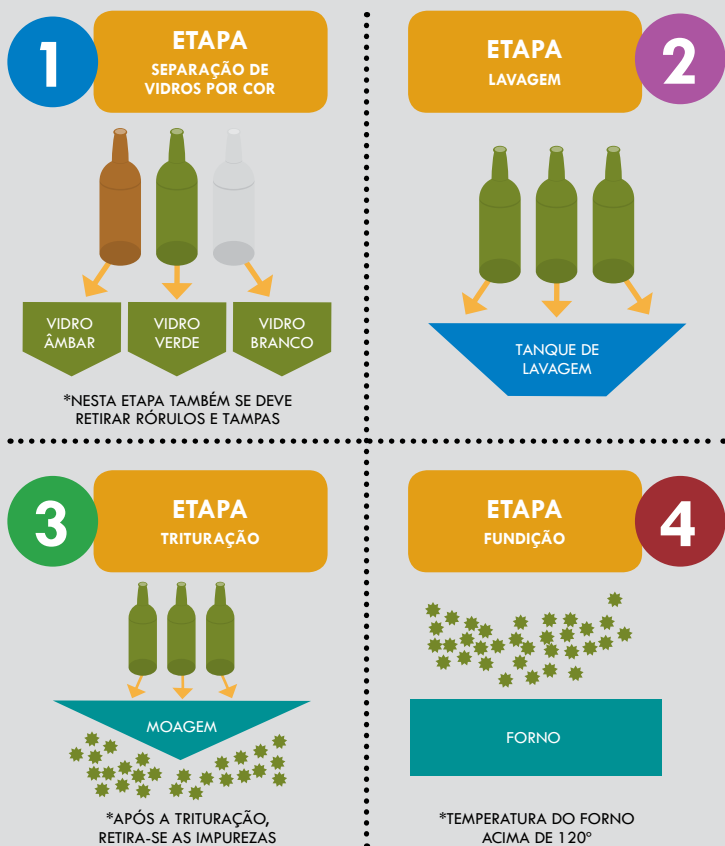 1
ETAPA
SEPARAÇÃO DE
VIDROS POR COR
VIDRO
ÂMBAR
VIDRO
VERDE
VIDRO
BRANCO
*NESTA ETAPA TAMBÉM SE DEVE
RETIRAR RÓRULOS E TAMPAS
2
ETAPA
LAVAGEM
TANQUE DE
LAVAGEM
3
ETAPA
TRITURAÇÃO
MOAGEM
*APÓS A TRITURAÇÃO,
RETIRA-SE AS IMPUREZAS
4
ETAPA
FUNDIÇÃO
FORNO
*TEMPERATURA DO FORNO
ACIMA DE 120º